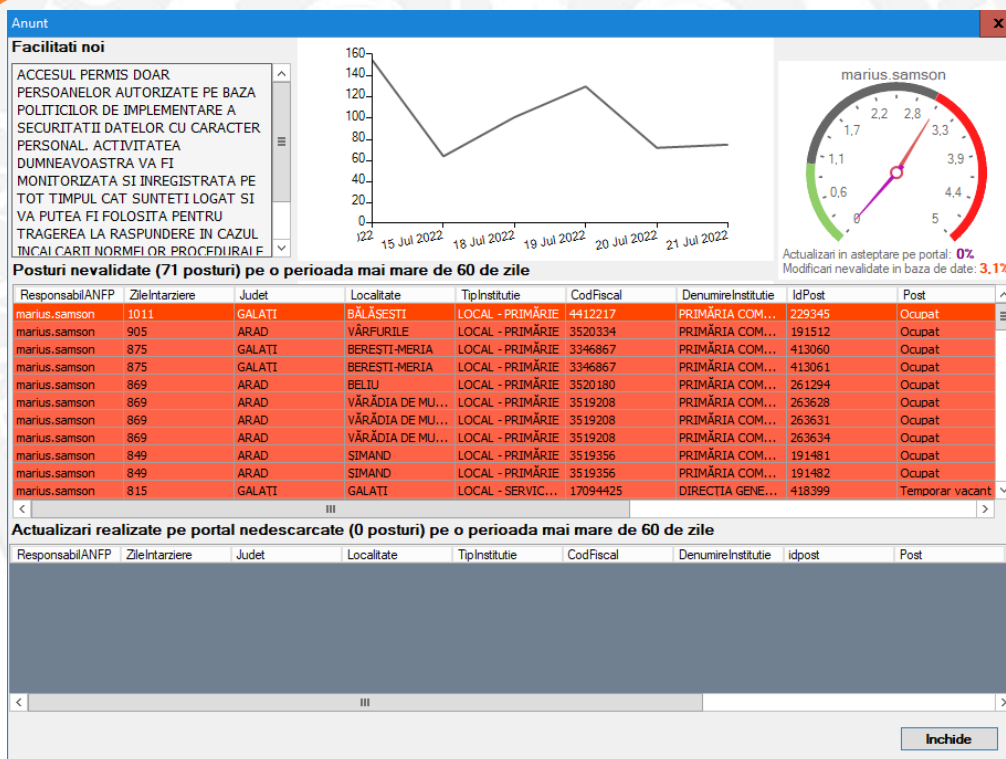 Anunt
x
Facilitati noi
ACCESUL PERMIS DOAR
PERSOANELOR AUTORIZATE PE BAZA
POLITICILOR DE IMPLEMENTARE A
SECURITATII DATELOR CU CARACTER
PERSONAL. ACTIVITATEA
DUMNEAVOASTRA VA FI
MONITORIZATA SI INREGISTRATA PE
TOT TIMPUL CAT SUNTETI LOGAT SI
VA PUTEA FI FOLOSITA PENTRU
TRAGEREA LA RASPUNDERE IN CAZUL
INCALCARII NORMELOR PROCEDURALE
160
140
120
100
80
60
40
20
0
)22 15 Jul 2022 18 Jul 2022 19 Jul 2022 20 Jul 2022 21 Jul 2022
marius.samson
0 0,6 1,1 1,7 2,2 2,8 3,3 3,9 4,4 5
Actualizari in asteptare pe portal: 0%
Modificari nevalidate in baza de date: 3,1%
Posturi nevalidate (71 posturi) pe o perioada mai mare de 60 de zile
ResponsabilANFP ZileIntarziere Judet Localitate TipInstitutie CodFiscal DenumireInstitutie IdPost Post
marius.samson 1011 GALAȚI BĂLĂȘEȘTI LOCAL - PRIMĂRIE 4412217 PRIMĂRIA COM... 229345 Ocupat
marius.samson 905 ARAD VÂRFURILE LOCAL - PRIMĂRIE 3520334 PRIMĂRIA COM... 191512 Ocupat
marius.samson 875 GALAȚI BEREȘTI-MERIA LOCAL - PRIMĂRIE 3346867 PRIMĂRIA COM... 413060 Ocupat
marius.samson 875 GALAȚI BEREȘTI-MERIA LOCAL - PRIMĂRIE 3346867 PRIMĂRIA COM... 413061 Ocupat
marius.samson 869 ARAD BELIU LOCAL - PRIMĂRIE 3520180 PRIMĂRIA COM... 261294 Ocupat
marius.samson 869 ARAD VĂRĂDIA DE MU... LOCAL - PRIMĂRIE 3519208 PRIMĂRIA COM... 263628 Ocupat
marius.samson 869 ARAD VĂRĂDIA DE MU... LOCAL - PRIMĂRIE 3519208 PRIMĂRIA COM... 263631 Ocupat
marius.samson 869 ARAD VĂRĂDIA DE MU... LOCAL - PRIMĂRIE 3519208 PRIMĂRIA COM... 263634 Ocupat
marius.samson 849 ARAD ȘIMAND LOCAL - PRIMĂRIE 3519356 PRIMĂRIA COM... 191481 Ocupat
marius.samson 849 ARAD ȘIMAND LOCAL - PRIMĂRIE 3519356 PRIMĂRIA COM... 191482 Ocupat
marius.samson 815 GALAȚI GALAȚI LOCAL - SERVIC... 17094425 DIRECȚIA GENE... 418399 Temporar vacant
Actualizari realizate pe portal nedescarcate (0 posturi) pe o perioada mai mare de 60 de zile
ResponsabilANFP ZileIntarziere Judet Localitate TipInstitutie CodFiscal DenumireInstitutie idpost Post
Inchide